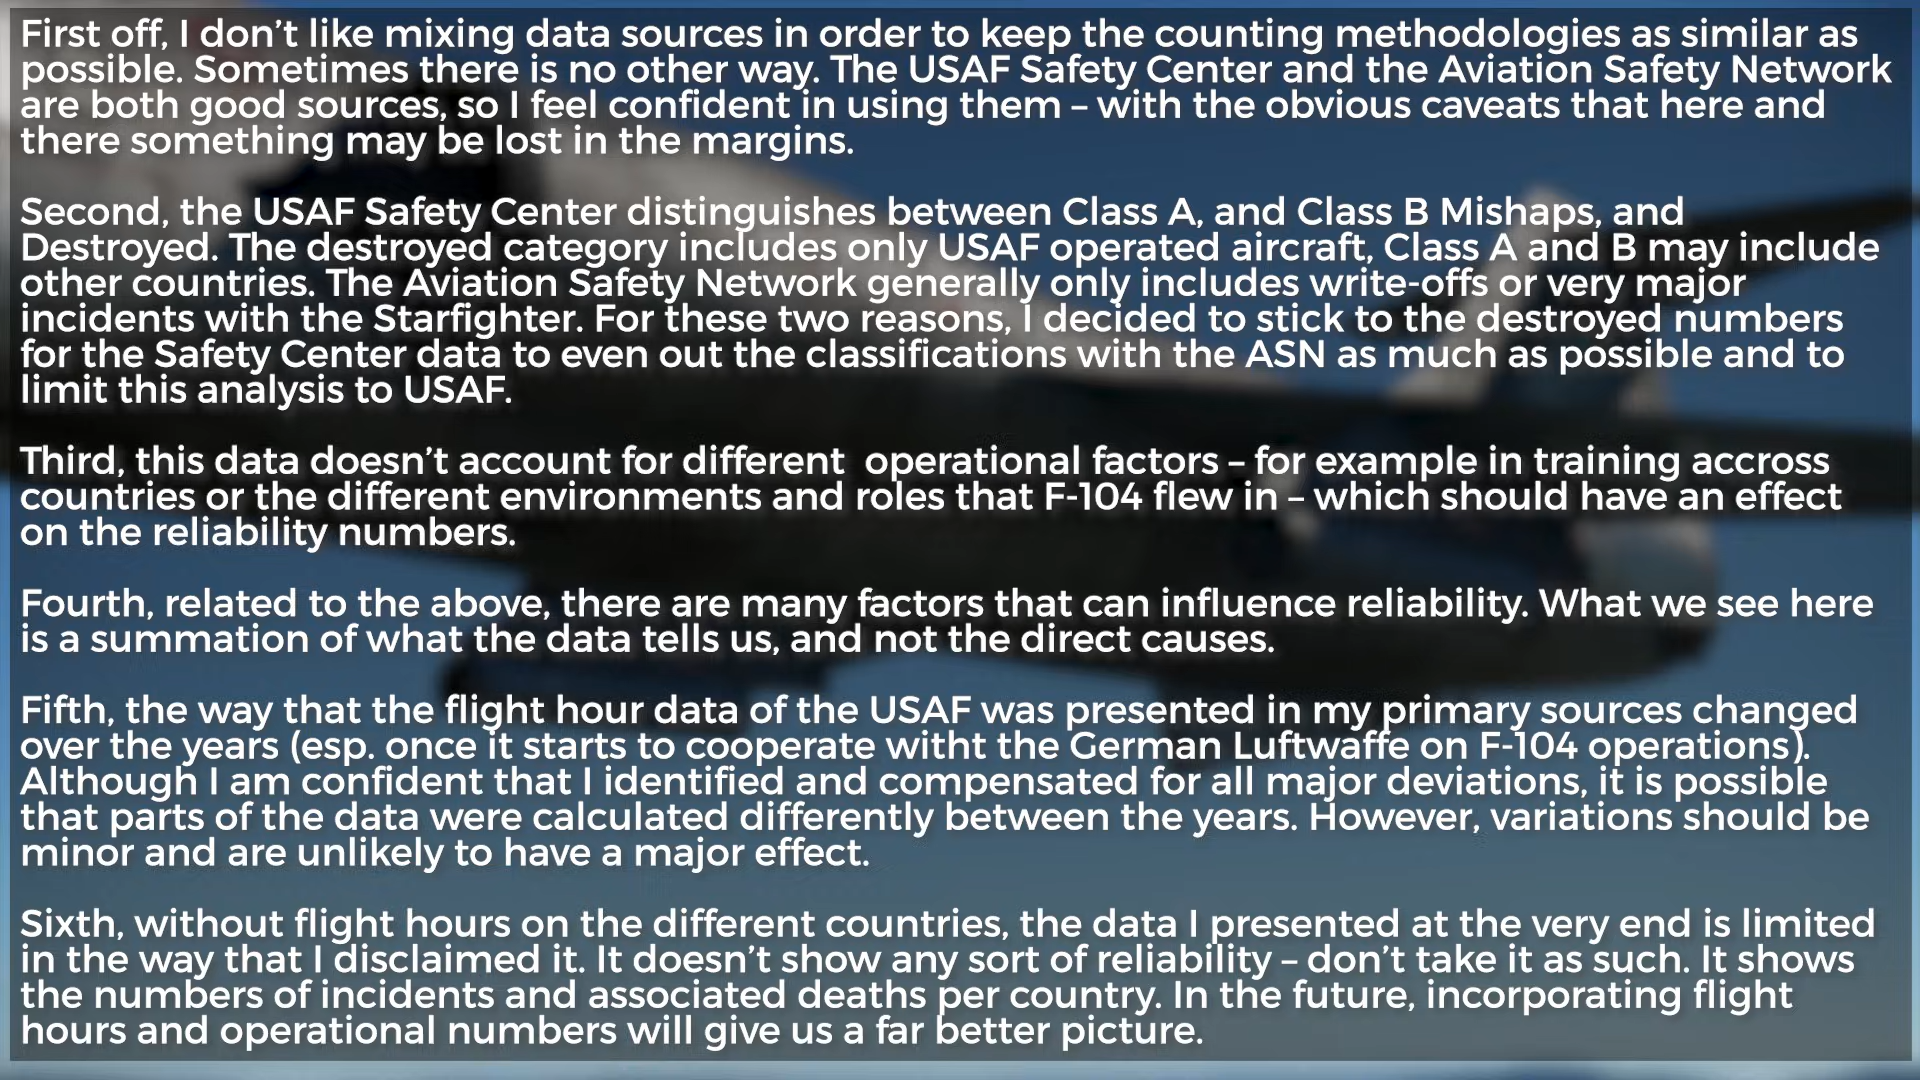 First off, I don’t like mixing data sources in order to keep the counting methodologies as similar as
possible. Sometimes there is no other way. The USAF Safety Center and the Aviation Safety Network
are both good sources, so I feel confident in using them – with the obvious caveats that here and
there something may be lost in the margins.
Second, the USAF Safety Center distinguishes between Class A, and Class B Mishaps, and
Destroyed. The destroyed category includes only USAF operated aircraft, Class A and B may include
other countries. The Aviation Safety Network generally only includes write-offs or very major
incidents with the Starfighter. For these two reasons, I decided to stick to the destroyed numbers
for the Safety Center data to even out the classifications with the ASN as much as possible and to
limit this analysis to USAF.
Third, this data doesn’t account for different  operational factors – for example in training accross
countries or the different environments and roles that F-104 flew in – which should have an effect
on the reliability numbers.
Fourth, related to the above, there are many factors that can influence reliability. What we see here
is a summation of what the data tells us, and not the direct causes.
Fifth, the way that the flight hour data of the USAF was presented in my primary sources changed
over the years (esp. once it starts to cooperate witht the German Luftwaffe on F-104 operations).
Although I am confident that I identified and compensated for all major deviations, it is possible
that parts of the data were calculated differently between the years. However, variations should be
minor and are unlikely to have a major effect.
Sixth, without flight hours on the different countries, the data I presented at the very end is limited
in the way that I disclaimed it. It doesn’t show any sort of reliability – don’t take it as such. It shows
the numbers of incidents and associated deaths per country. In the future, incorporating flight
hours and operational numbers will give us a far better picture.